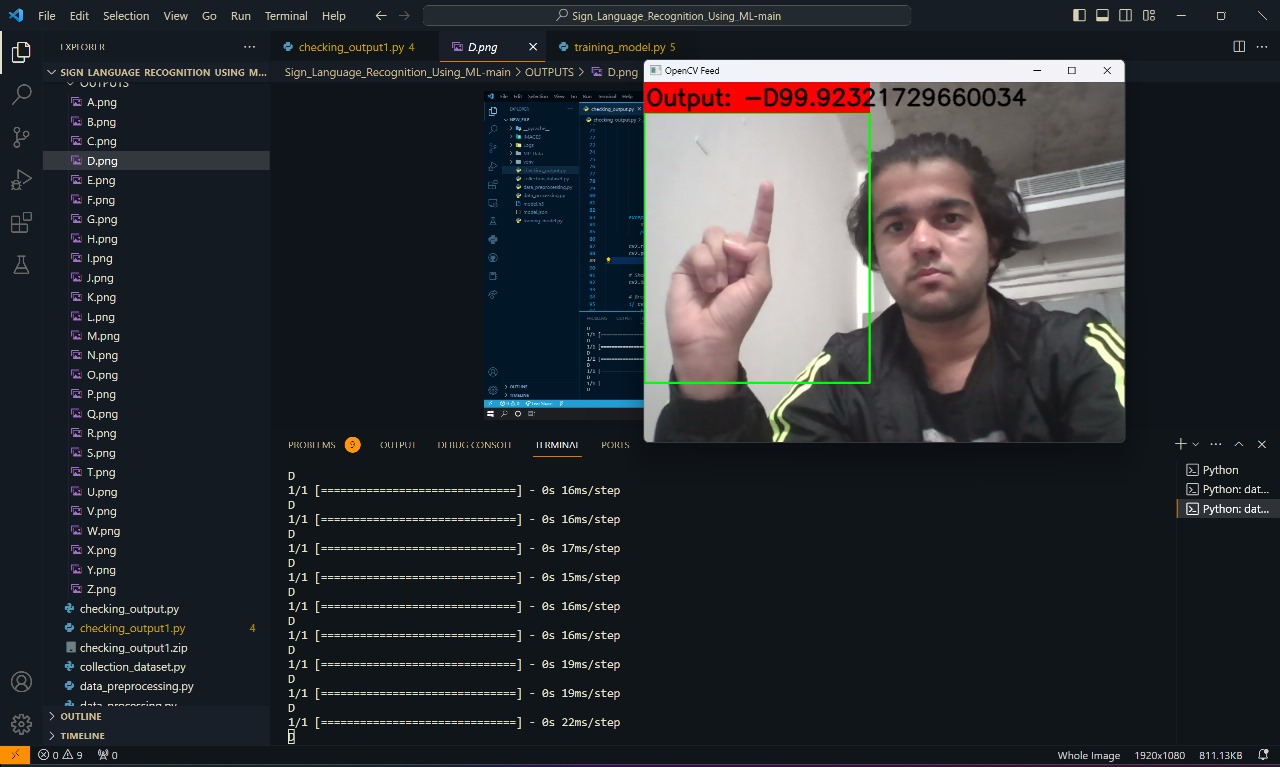 File Edit Selection View Go Run Terminal Help
Sign_Language_Recognition_Using_ML-main
EXPLORER
SIGN LANGUAGE RECOGNITION USING M...
OUTPUTS
A.png
B.png
C.png
D.png
E.png
F.png
G.png
H.png
I.png
J.png
K.png
L.png
M.png
N.png
O.png
P.png
Q.png
R.png
S.png
T.png
U.png
V.png
W.png
X.png
Y.png
Z.png
checking_output.py
checking_output1.py 4
checking_output1.zip
collection_dataset.py
data_preprocessing.py
data_processing.py
OUTLINE
TIMELINE
checking_output1.py 4
D.png
training_model.py 5
Sign_Language_Recognition_Using_ML-main > OUTPUTS > D.png
OpenCV Feed
Output: -D99.92321729660034
PROBLEMS 9 OUTPUT DEBUG CONSOLE TERMINAL PORTS
D
1/1 [==============================] - 0s 16ms/step
D
1/1 [==============================] - 0s 16ms/step
D
1/1 [==============================] - 0s 17ms/step
D
1/1 [==============================] - 0s 15ms/step
D
1/1 [==============================] - 0s 16ms/step
D
1/1 [==============================] - 0s 16ms/step
D
1/1 [==============================] - 0s 19ms/step
D
1/1 [==============================] - 0s 19ms/step
D
1/1 [==============================] - 0s 22ms/step
D
Python
Python: dat...
Python: dat...
0 9 0
Whole Image 1920x1080 811.13KB